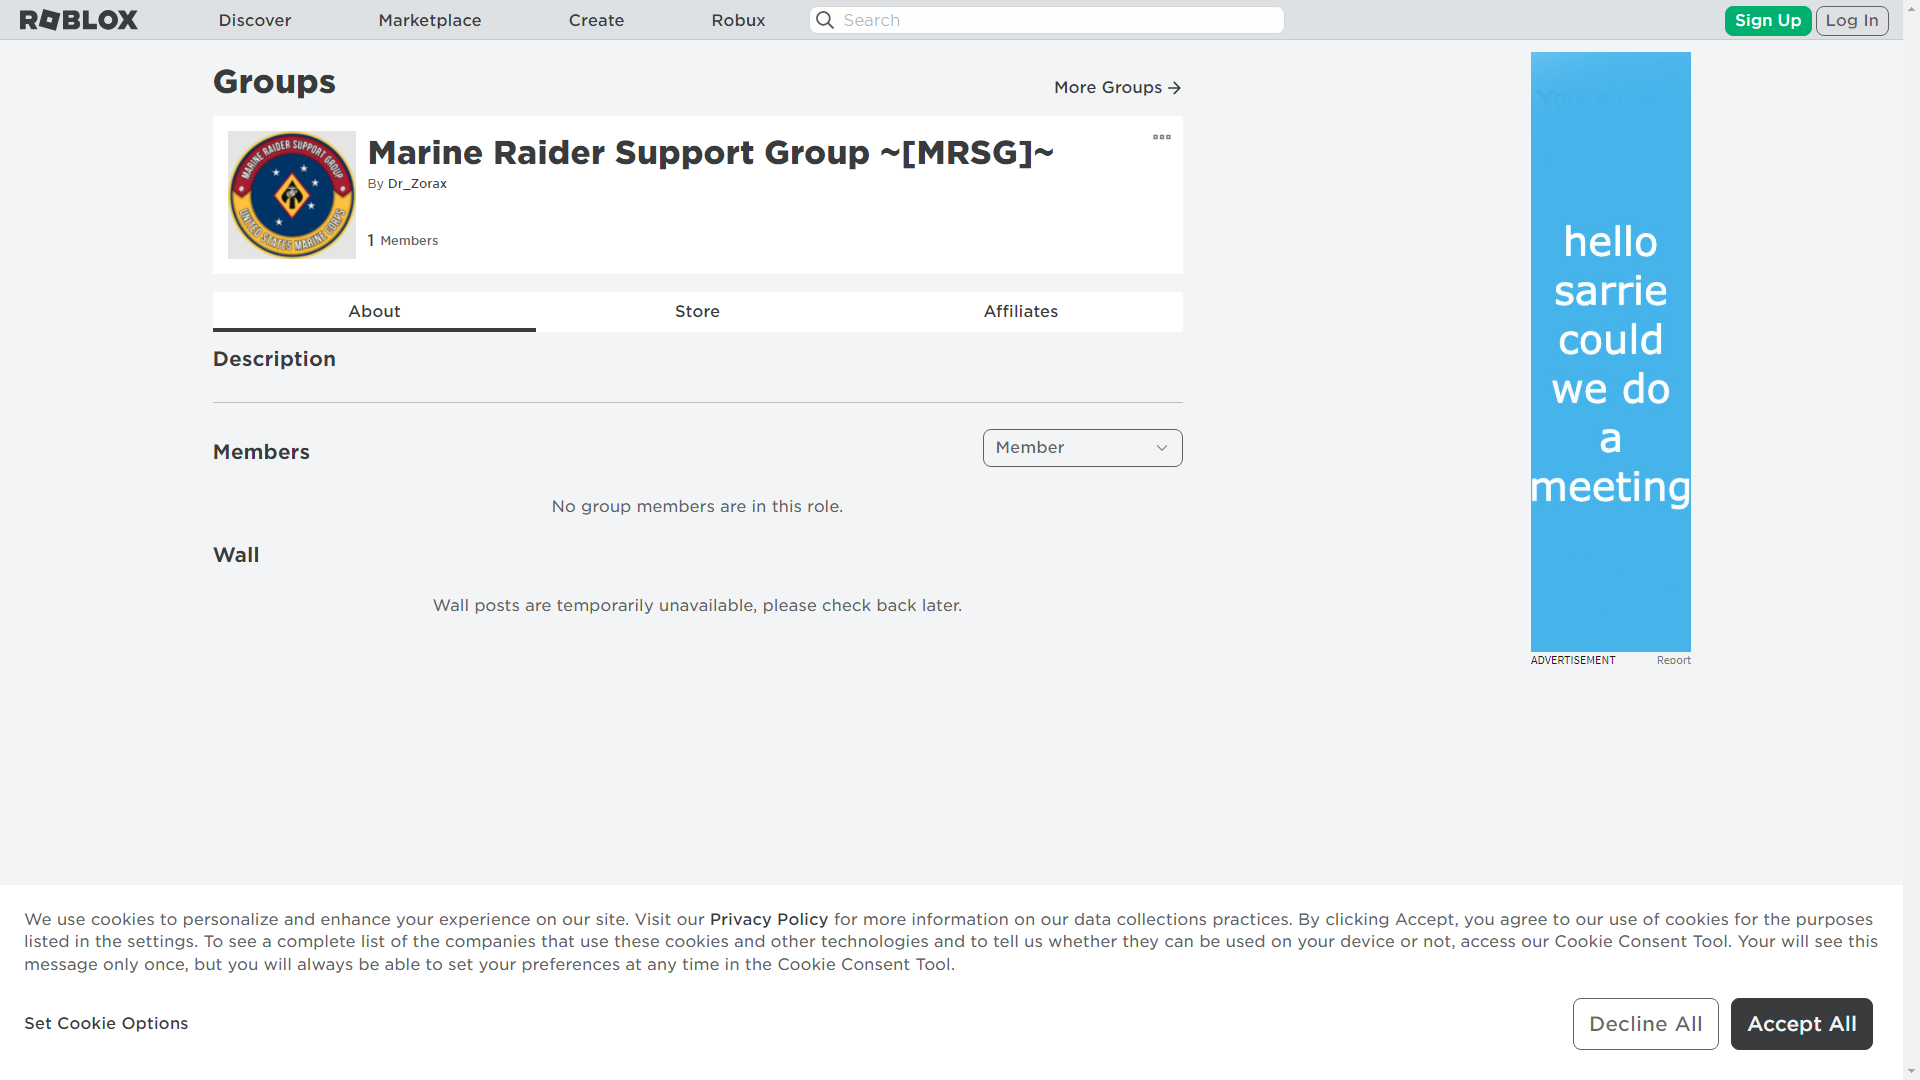 ROBLOX
Discover
Marketplace
Create
Robux
Search
Sign Up
Log In
Groups
More Groups
MARINE RAIDER SUPPORT GROUP
UNITED STATES MARINE CORPS
Marine Raider Support Group ~[MRSG]~
By Dr_Zorax
1 Members
About
Store
Affiliates
Description
Members
Member
No group members are in this role.
Wall
Wall posts are temporarily unavailable, please check back later.
hello
sarrie
could
we do
a
meeting
ADVERTISEMENT
Report
We use cookies to personalize and enhance your experience on our site. Visit our Privacy Policy for more information on our data collections practices. By clicking Accept, you agree to our use of cookies for the purposes
listed in the settings. To see a complete list of the companies that use these cookies and other technologies and to tell us whether they can be used on your device or not, access our Cookie Consent Tool. Your will see this
message only once, but you will always be able to set your preferences at any time in the Cookie Consent Tool.
Set Cookie Options
Decline All
Accept All